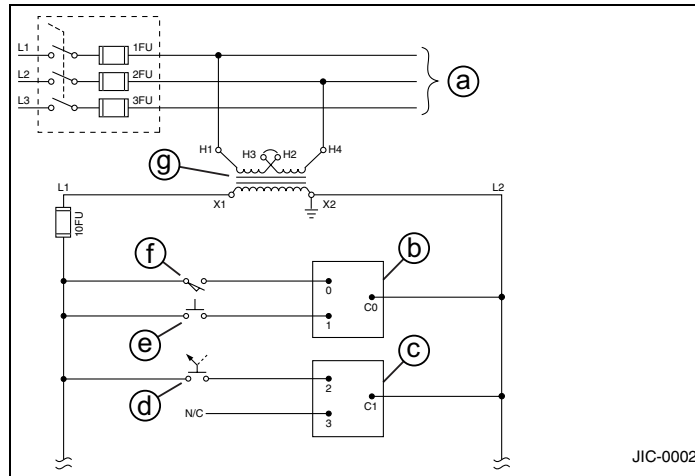 L1 1FU
L2 2FU a
L3 3FU
H1 H3 H2 H4
g
L1 X1 X2 L2
10FU
f b
0
C0
e 1
c
2
d C1
N/C 3
JIC-0002